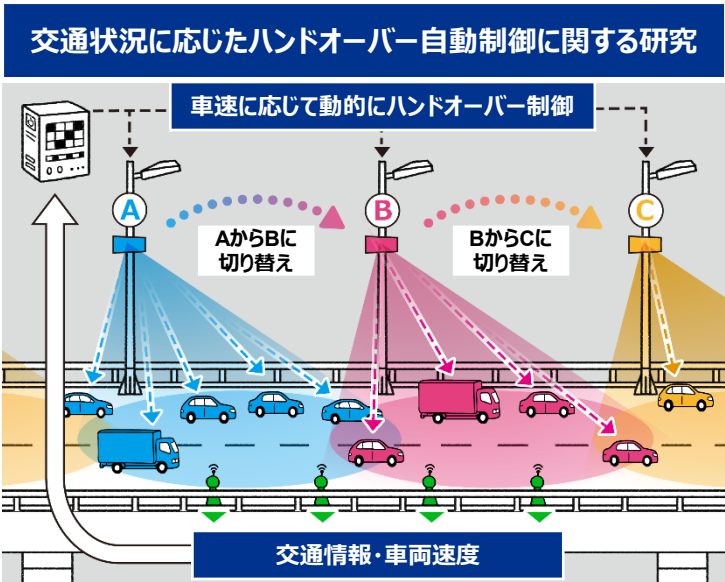 交通状況に応じたハンドオーバー自動制御に関する研究
車速に応じて動的にハンドオーバー制御
A
B
C
AからBに
切り替え
BからCに
切り替え
交通情報・車両速度